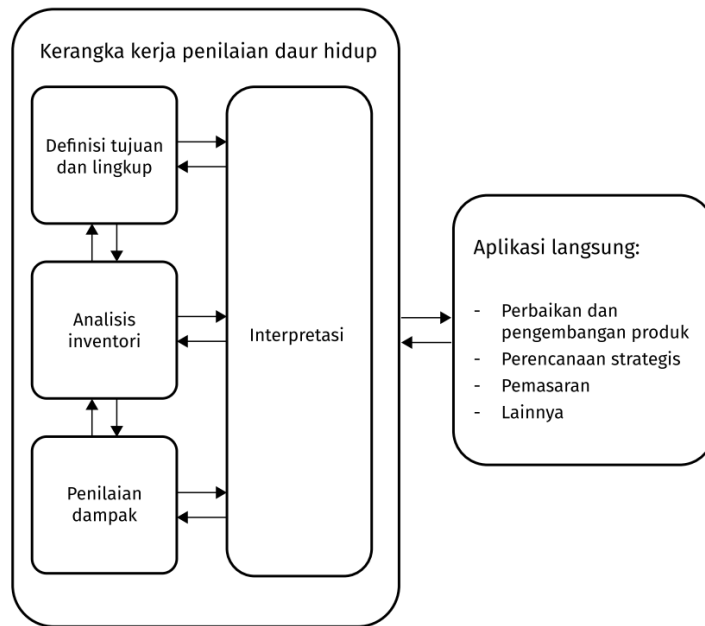 Kerangka kerja penilaian daur hidup
Definisi tujuan
dan lingkup
Analisis
inventori
Penilaian
dampak
Interpretasi
Aplikasi langsung:
- Perbaikan dan
pengembangan produk
- Perencanaan strategis
- Pemasaran
- Lainnya